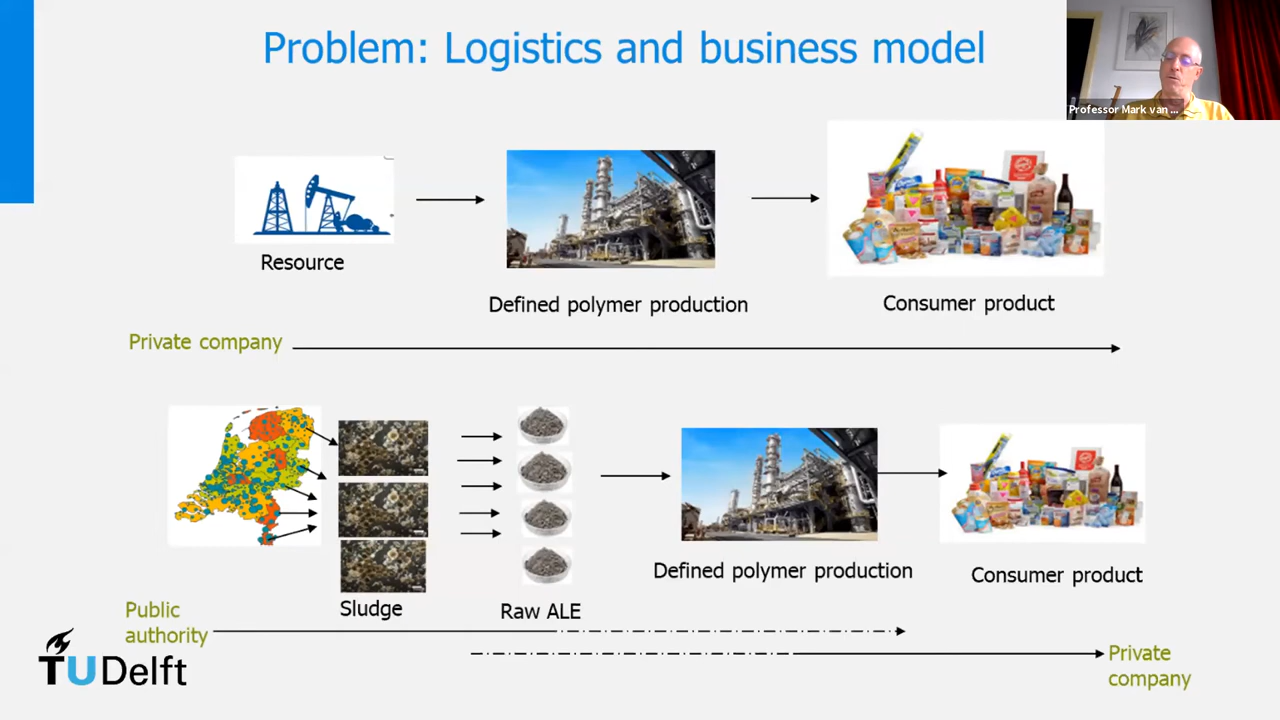 Problem: Logistics and business model
Professor Mark van ...
Resource
Defined polymer production
Consumer product
Private company
Defined polymer production
Consumer product
Sludge
Raw ALE
Public
authority
Private
company
TUDelft